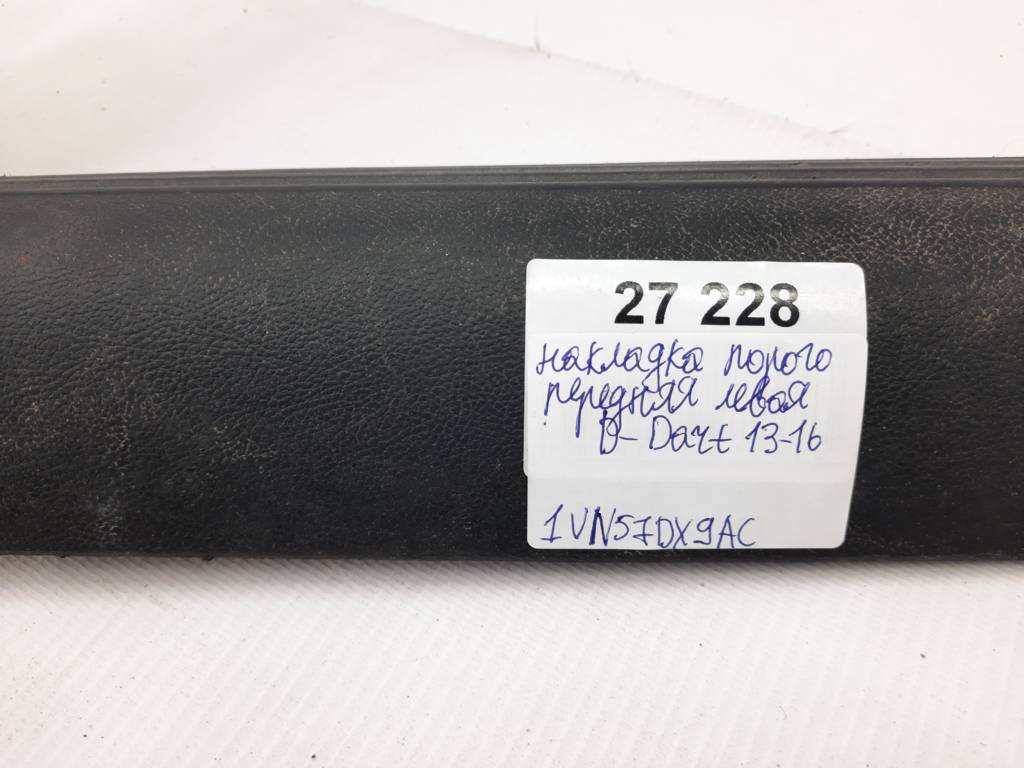 27 228
накладка порога
передняя левая
D-Dart 13-16
1VN57DX9AC